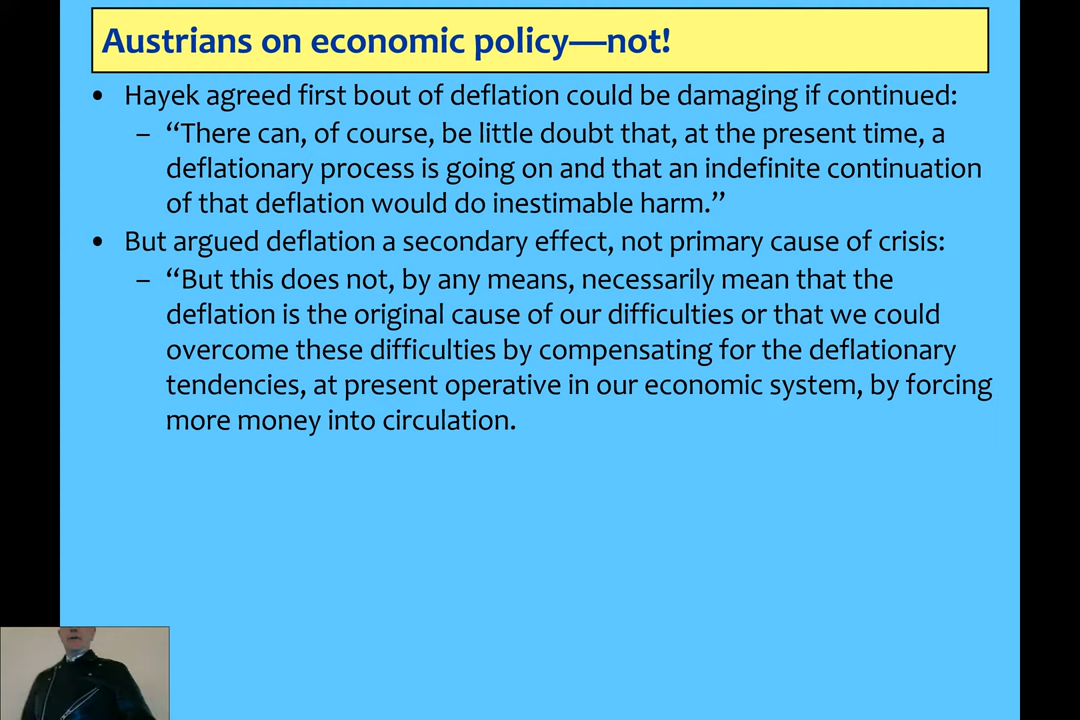 Austrians on economic policy—not!
• Hayek agreed first bout of deflation could be damaging if continued:
– “There can, of course, be little doubt that, at the present time, a
deflationary process is going on and that an indefinite continuation
of that deflation would do inestimable harm.”
• But argued deflation a secondary effect, not primary cause of crisis:
– “But this does not, by any means, necessarily mean that the
deflation is the original cause of our difficulties or that we could
overcome these difficulties by compensating for the deflationary
tendencies, at present operative in our economic system, by forcing
more money into circulation.